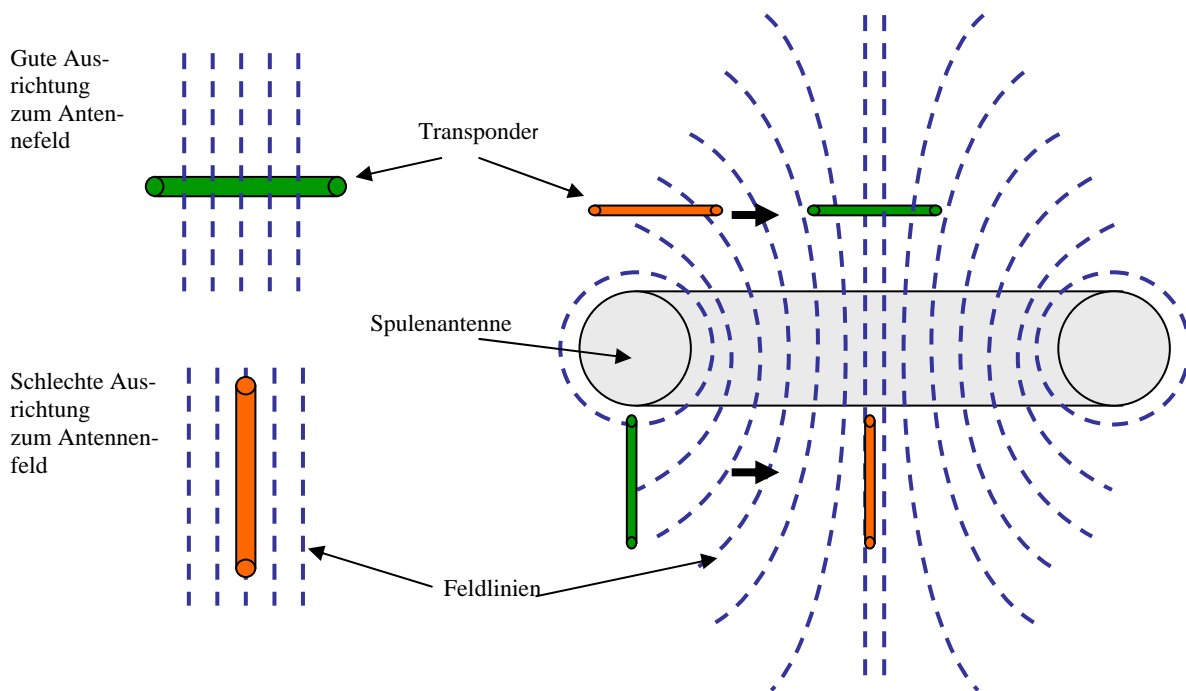 Gute Aus-
richtung
zum Anten-
nefeld
Transponder
Spulenantenne
Schlechte Aus-
richtung
zum Antennen-
feld
Feldlinien